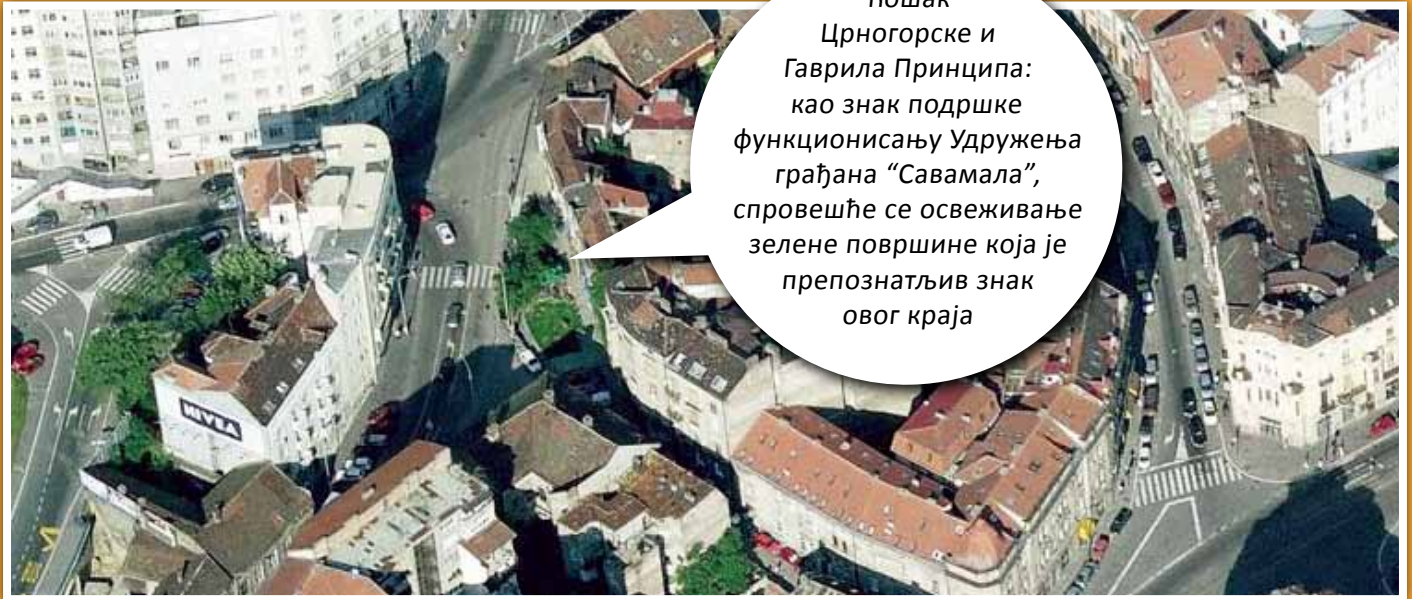 Ћошак
Црногорске и
Гаврила Принципа:
као знак подршке
функционисању Удружења
грађана “Савамала”,
спровешће се освеживање
зелене површине која је
препознатљив знак
овог краја
NIVEA